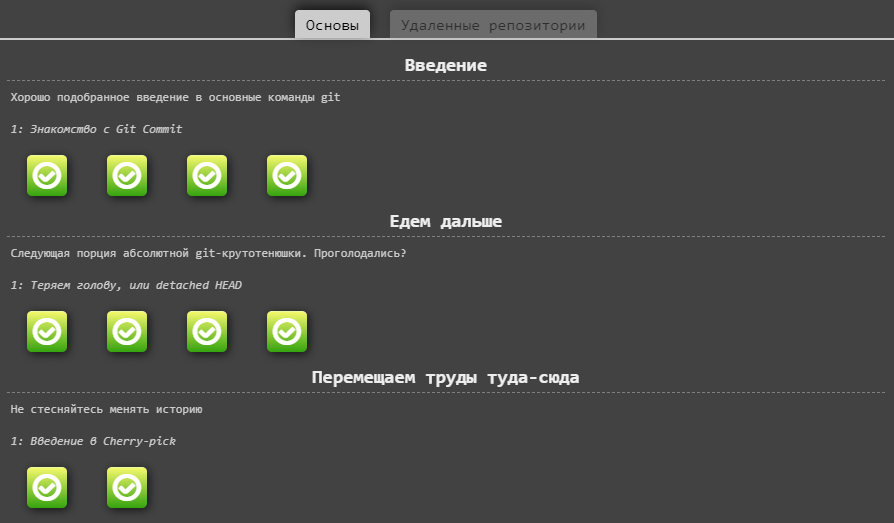 Основы
Удаленные репозитории
Введение
Хорошо подобранное введение в основные команды git
1: Знакомство с Git Commit
Едем дальше
Следующая порция абсолютной git-крутотенюшки. Проголодались?
1: Теряем голову, или detached HEAD
Перемещаем труды туда-сюда
Не стесняйтесь менять историю
1: Введение в Cherry-pick